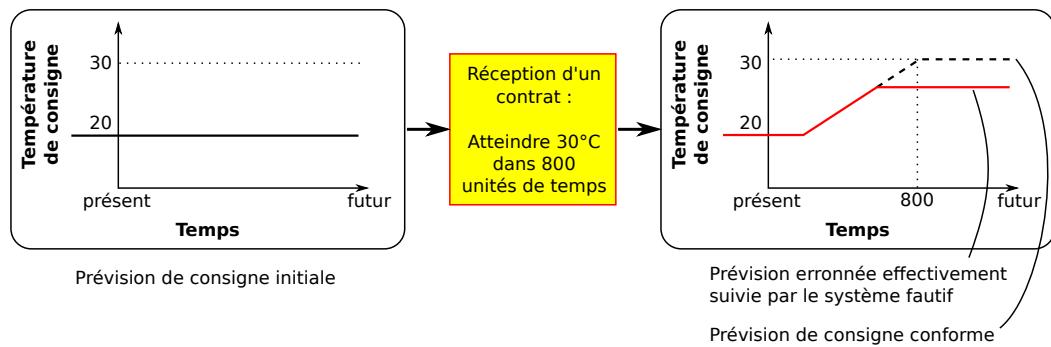 Température
de consigne
30
20
présent
futur
Temps
Prévision de consigne initiale
Réception d'un
contrat :
Atteindre 30°C
dans 800
unités de temps
Température
de consigne
30
20
présent
800
futur
Temps
Prévision erronnée effectivement
suivie par le système fautif
Prévision de consigne conforme